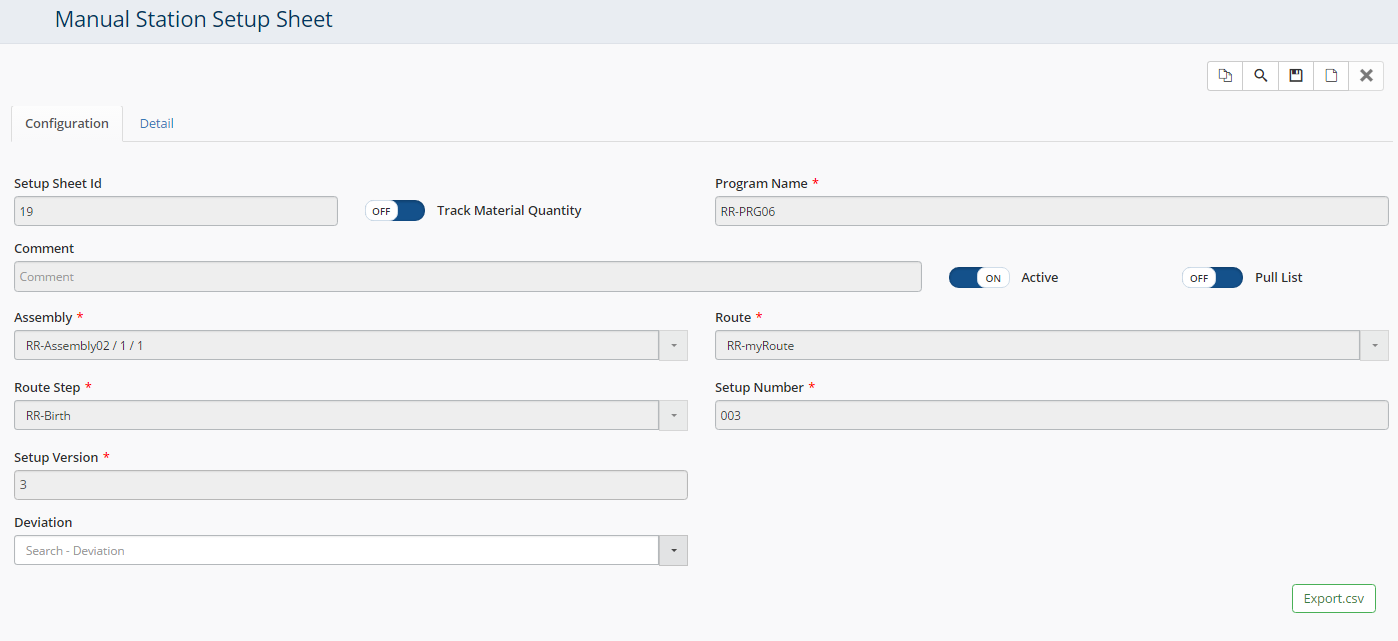 Manual Station Setup Sheet
Configuration
Detail
Setup Sheet Id
19
OFF
Track Material Quantity
Program Name *
RR-PRG06
Comment
Comment
ON
Active
OFF
Pull List
Assembly *
RR-Assembly02 / 1 / 1
Route *
RR-myRoute
Route Step *
RR-Birth
Setup Number *
003
Setup Version *
3
Deviation
Search - Deviation
Export.csv